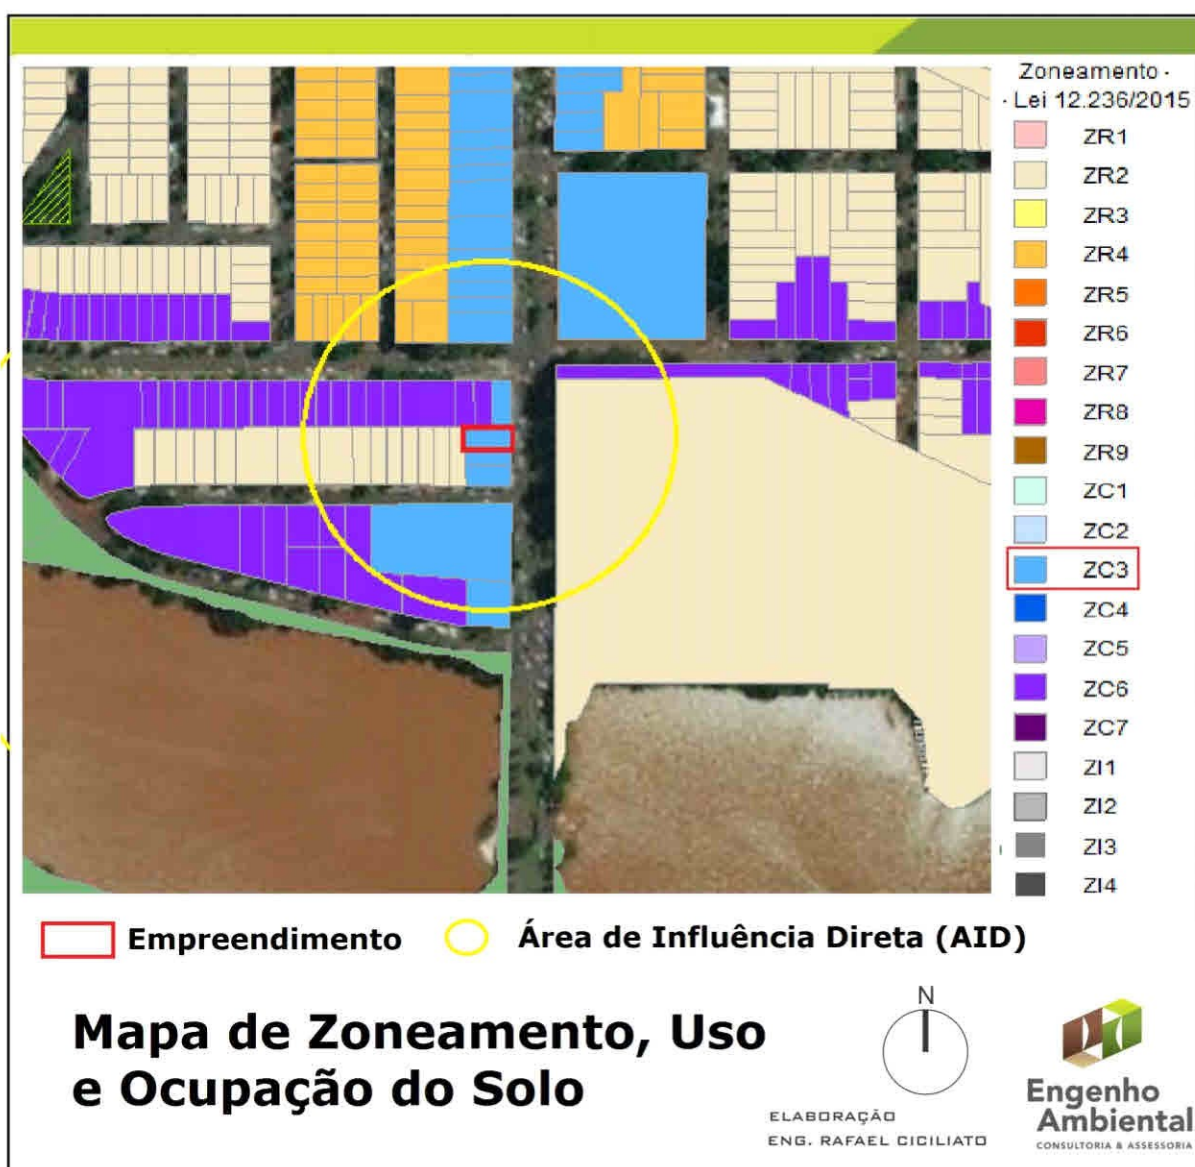 Zoneamento -
- Lei 12.236/2015
ZR1
ZR2
ZR3
ZR4
ZR5
ZR6
ZR7
ZR8
ZR9
ZC1
ZC2
ZC3
ZC4
ZC5
ZC6
ZC7
ZI1
ZI2
ZI3
ZI4
Empreendimento
Área de Influência Direta (AID)
Mapa de Zoneamento, Uso
e Ocupação do Solo
N
ELABORAÇÃO
ENG. RAFAEL CICILIATO
Engenho
Ambiental
CONSULTORIA & ASSESSORIA